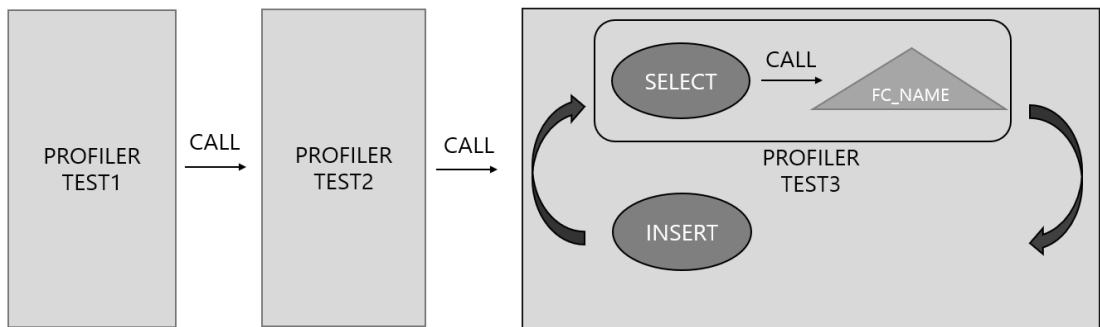 PROFILER
TEST1
CALL
PROFILER
TEST2
CALL
SELECT
CALL
FC_NAME
PROFILER
TEST3
INSERT